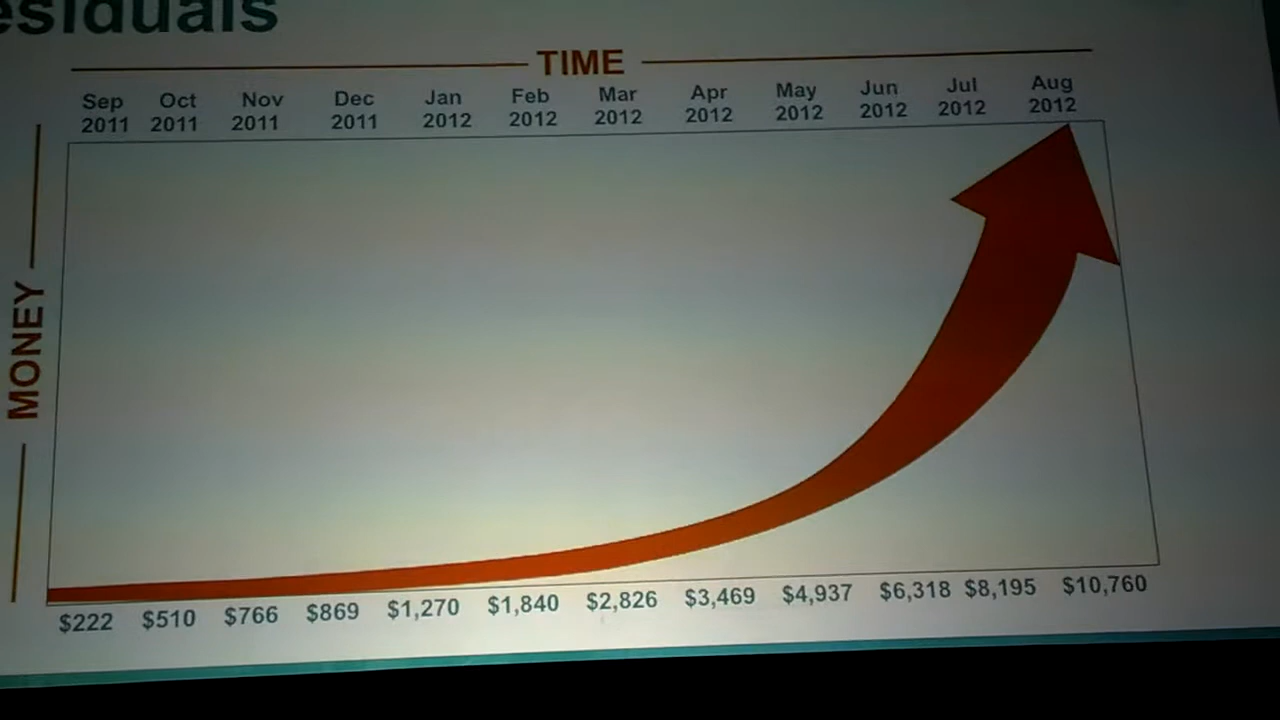 esiduals
TIME
Sep Oct Nov Dec Jan Feb Mar Apr May Jun Jul Aug
2011 2011 2011 2011 2012 2012 2012 2012 2012 2012 2012 2012
MONEY
$222 $510 $766 $869 $1,270 $1,840 $2,826 $3,469 $4,937 $6,318 $8,195 $10,760